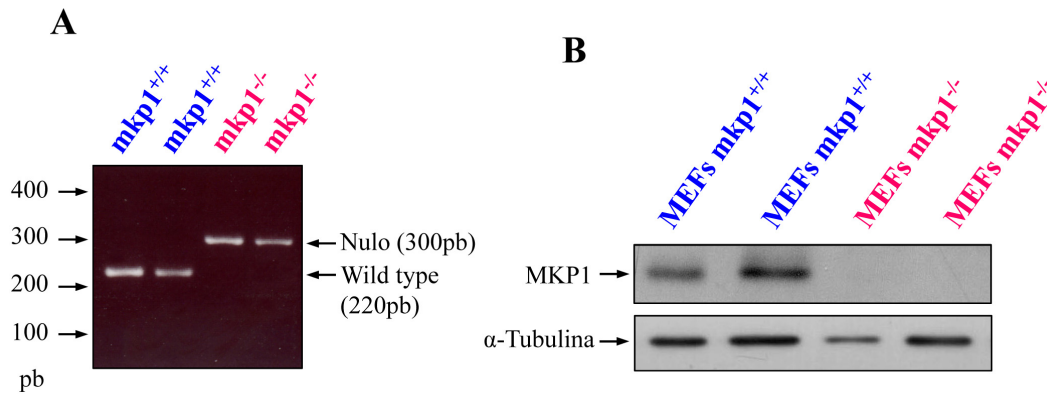 A
mkp1+/+
mkp1+/+
mkp1-/-
mkp1-/-
400
300
200
100
pb
Nulo (300pb)
Wild type
(220pb)
B
MEFs mkp1+/+
MEFs mkp1+/+
MEFs mkp1-/-
MEFs mkp1-/-
MKP1
α-Tubulina